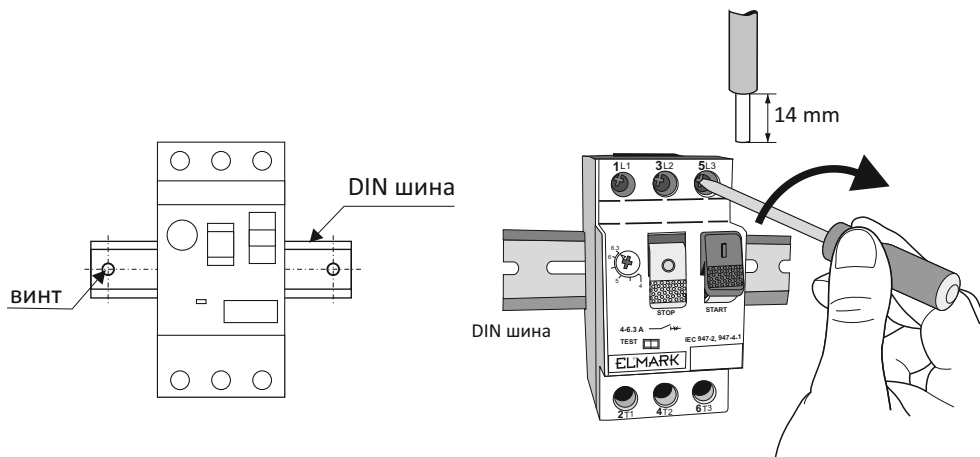 DIN шина
винт
14 mm
1L1 3L2 5L3
6.3
6
5
4
STOP START
DIN шина
4-6.3 A
TEST IEC 947-2, 947-4-1
ELMARK
2T1 4T2 6T3